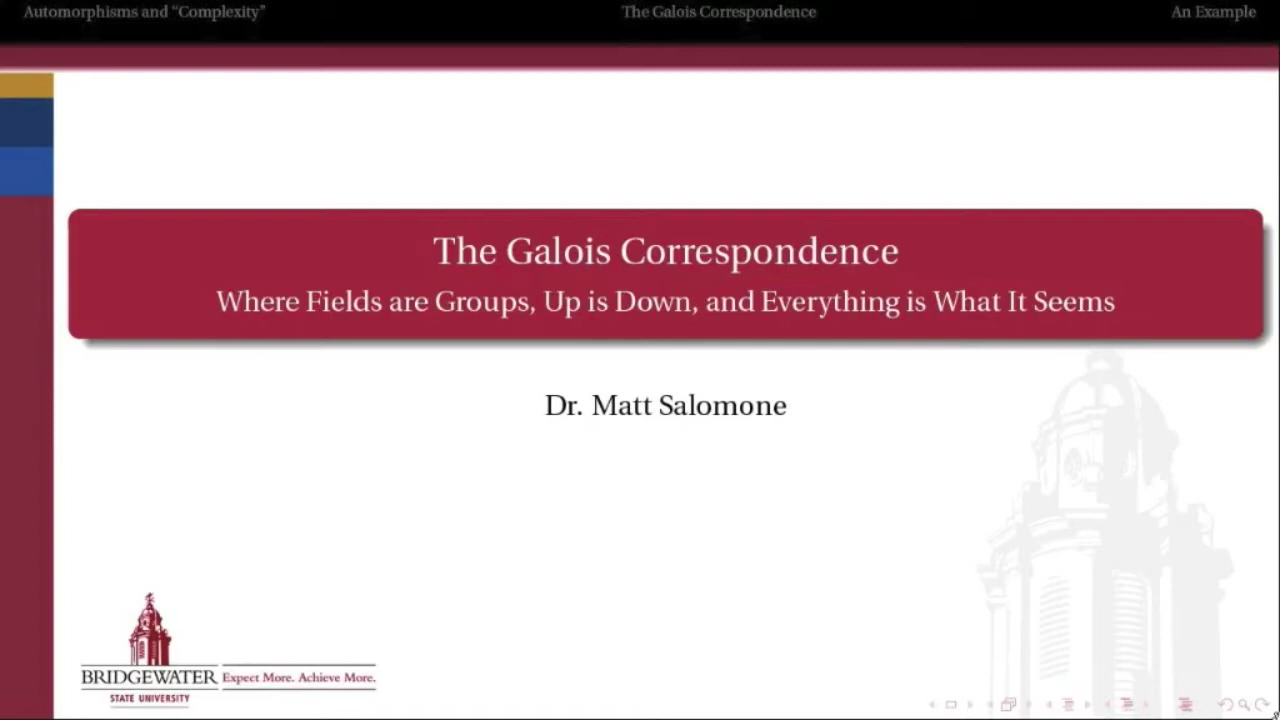 Automorphisms and “Complexity”
The Galois Correspondence
An Example
The Galois Correspondence
Where Fields are Groups, Up is Down, and Everything is What It Seems
Dr. Matt Salomone
BRIDGEWATER
STATE UNIVERSITY
Expect More. Achieve More.